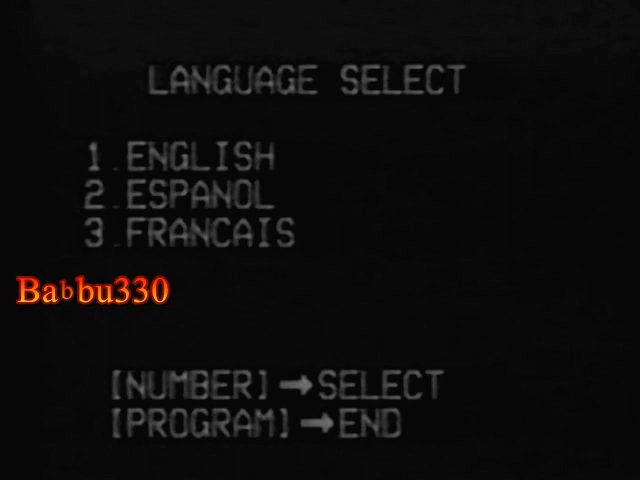 LANGUAGE SELECT
1.ENGLISH
2.ESPANOL
3.FRANCAIS
Babbu330
[NUMBER]→SELECT
[PROGRAM]→END